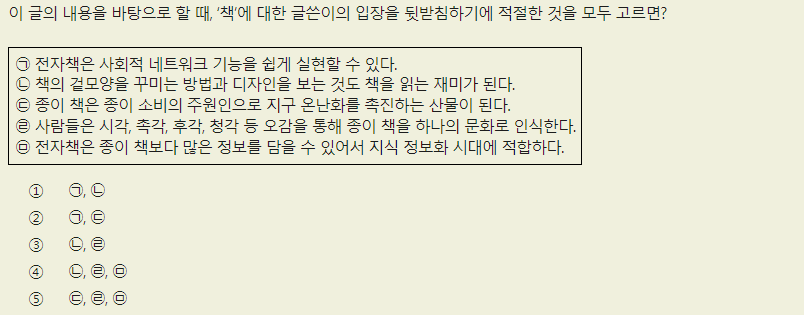 이 글의 내용을 바탕으로 할 때, '책'에 대한 글쓴이의 입장을 뒷받침하기에 적절한 것을 모두 고르면?
㉠ 전자책은 사회적 네트워크 기능을 쉽게 실현할 수 있다.
㉡ 책의 겉모양을 꾸미는 방법과 디자인을 보는 것도 책을 읽는 재미가 된다.
㉢ 종이 책은 종이 소비의 주원인으로 지구 온난화를 촉진하는 산물이 된다.
㉣ 사람들은 시각, 촉각, 후각, 청각 등 오감을 통해 종이 책을 하나의 문화로 인식한다.
㉤ 전자책은 종이 책보다 많은 정보를 담을 수 있어서 지식 정보화 시대에 적합하다.
① ㉠, ㉡
② ㉠, ㉢
③ ㉡, ㉣
④ ㉡, ㉣, ㉤
⑤ ㉢, ㉣, ㉤